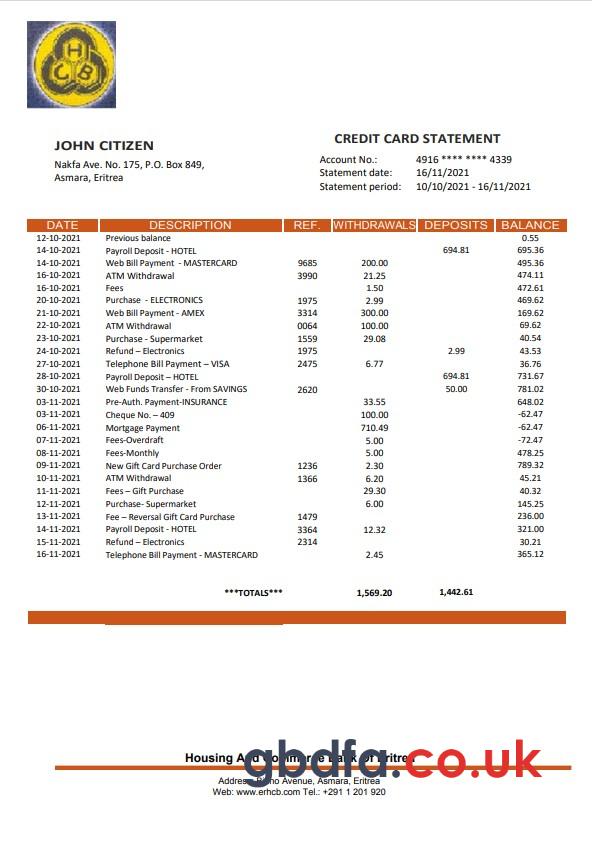 H
C B
JOHN CITIZEN
Nakfa Ave. No. 175, P.O. Box 849,
Asmara, Eritrea
CREDIT CARD STATEMENT
Account No.: 4916 **** **** 4339
Statement date: 16/11/2021
Statement period: 10/10/2021 - 16/11/2021
DATE DESCRIPTION REF. WITHDRAWALS DEPOSITS BALANCE
12-10-2021 Previous balance 0.55
14-10-2021 Payroll Deposit - HOTEL 694.81 695.36
14-10-2021 Web Bill Payment - MASTERCARD 9685 200.00 495.36
16-10-2021 ATM Withdrawal 3990 21.25 474.11
16-10-2021 Fees 1.50 472.61
20-10-2021 Purchase - ELECTRONICS 1975 2.99 469.62
21-10-2021 Web Bill Payment - AMEX 3314 300.00 169.62
22-10-2021 ATM Withdrawal 0064 100.00 69.62
23-10-2021 Purchase - Supermarket 1559 29.08 40.54
24-10-2021 Refund – Electronics 1975 2.99 43.53
27-10-2021 Telephone Bill Payment – VISA 2475 6.77 36.76
28-10-2021 Payroll Deposit – HOTEL 694.81 731.67
30-10-2021 Web Funds Transfer - From SAVINGS 2620 50.00 781.02
03-11-2021 Pre-Auth. Payment-INSURANCE 33.55 648.02
03-11-2021 Cheque No. – 409 100.00 -62.47
06-11-2021 Mortgage Payment 710.49 -62.47
07-11-2021 Fees-Overdraft 5.00 -72.47
08-11-2021 Fees-Monthly 5.00 478.25
09-11-2021 New Gift Card Purchase Order 1236 2.30 789.32
10-11-2021 ATM Withdrawal 1366 6.20 45.21
11-11-2021 Fees – Gift Purchase 29.30 40.32
12-11-2021 Purchase- Supermarket 6.00 145.25
13-11-2021 Fee – Reversal Gift Card Purchase 1479 236.00
14-11-2021 Payroll Deposit - HOTEL 3364 12.32 321.00
15-11-2021 Refund – Electronics 2314 30.21
16-11-2021 Telephone Bill Payment - MASTERCARD 2.45 365.12
***TOTALS*** 1,569.20 1,442.61
Housing And Commerce Bank Of Eritrea
gbdfa.co.uk
Address: Avenue, Asmara, Eritrea
Web: www.erhcb.com Tel.: +291 1 201 920